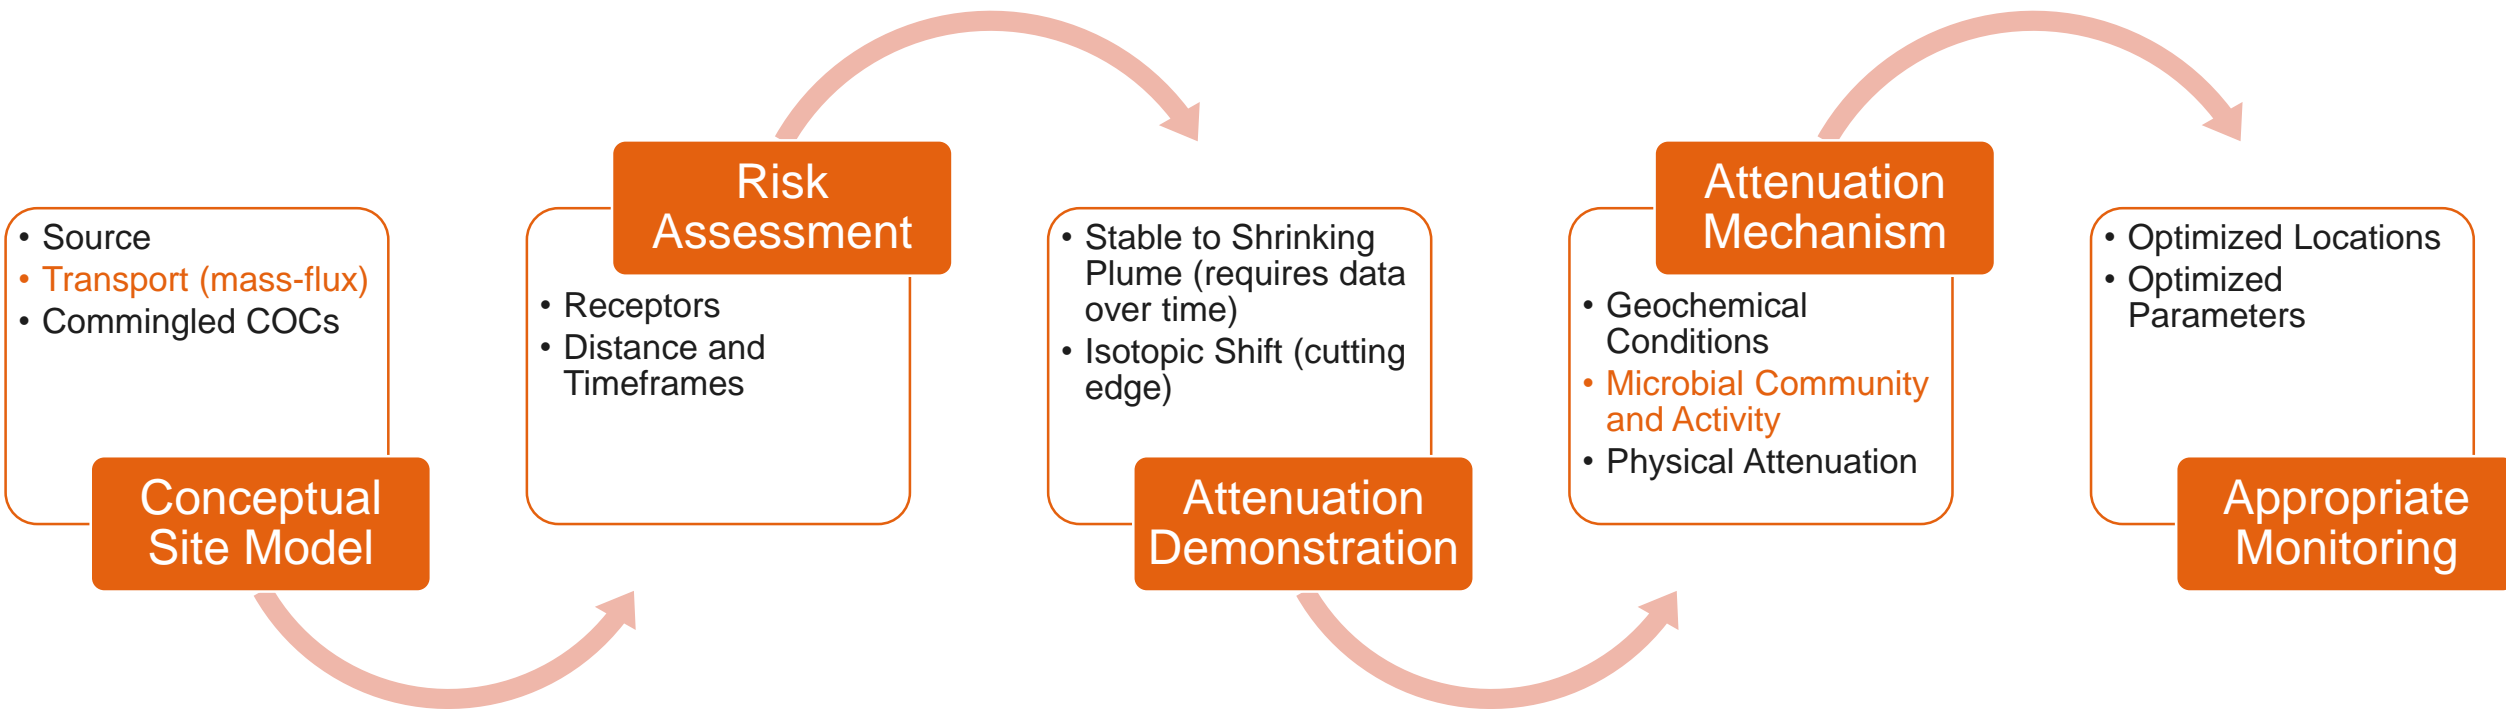 • Source
• Transport (mass-flux)
• Commingled COCs
Conceptual
Site Model
Risk
Assessment
• Receptors
• Distance and
Timeframes
• Stable to Shrinking
Plume (requires data
over time)
• Isotopic Shift (cutting
edge)
Attenuation
Demonstration
Attenuation
Mechanism
• Geochemical
Conditions
• Microbial Community
and Activity
• Physical Attenuation
• Optimized Locations
• Optimized
Parameters
Appropriate
Monitoring